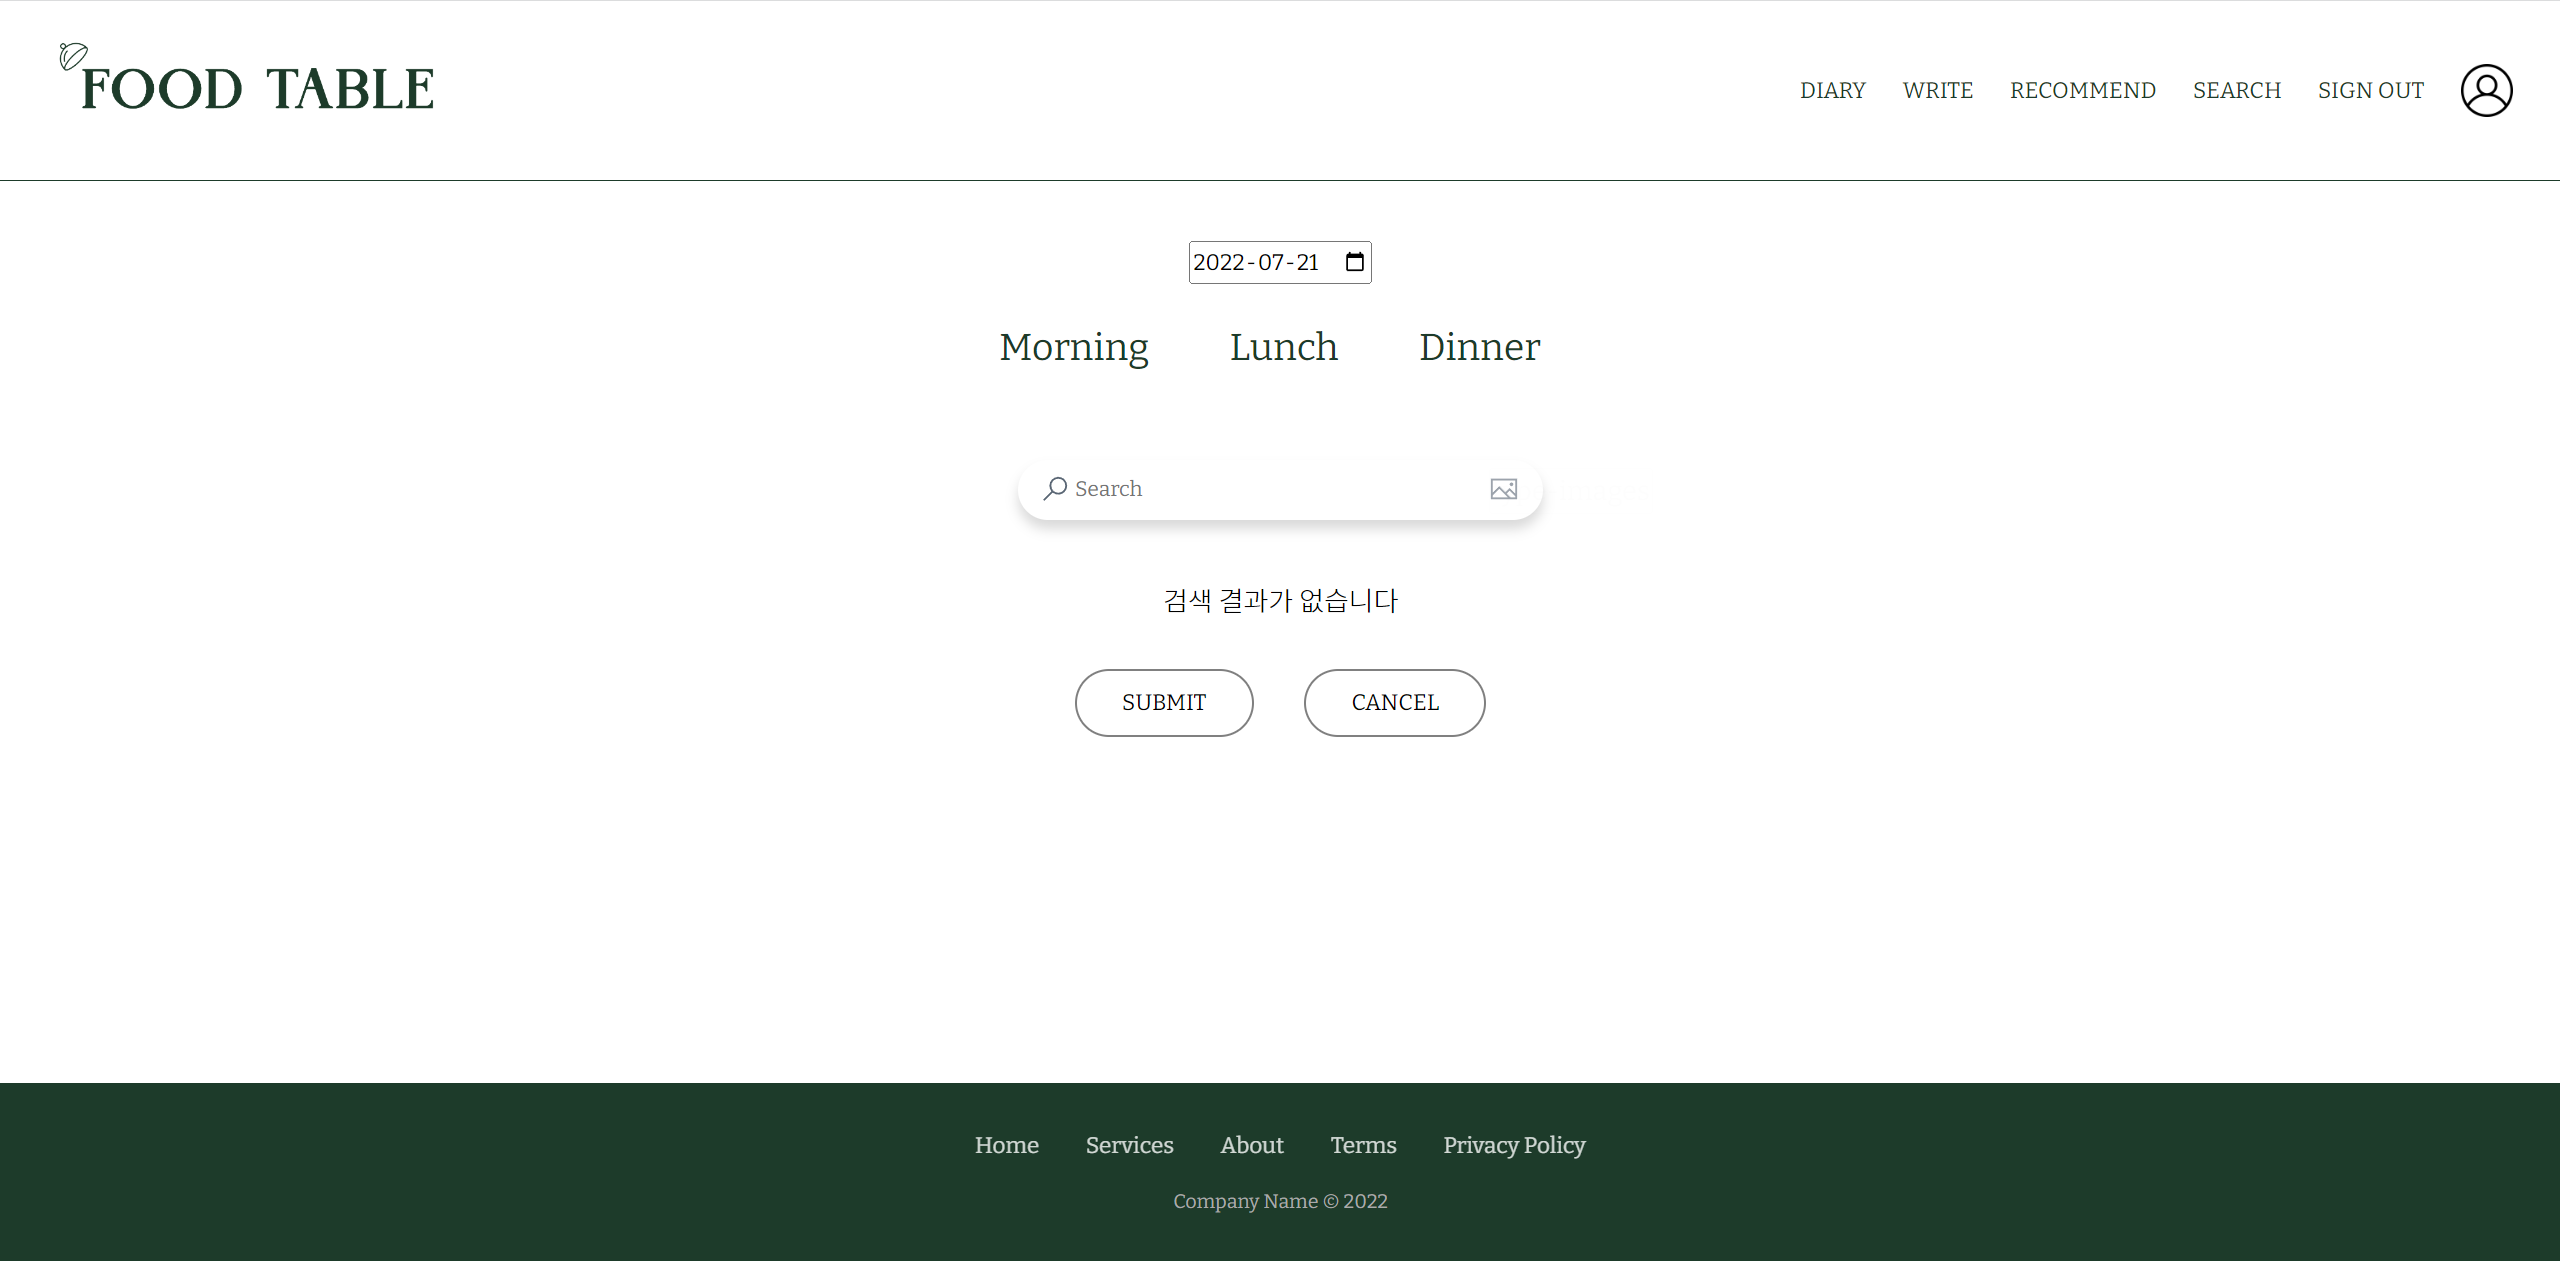 FOOD TABLE
DIARY WRITE RECOMMEND SEARCH SIGN OUT
2022-07-21
Morning Lunch Dinner
Search
검색 결과가 없습니다
SUBMIT CANCEL
Home Services About Terms Privacy Policy
Company Name © 2022